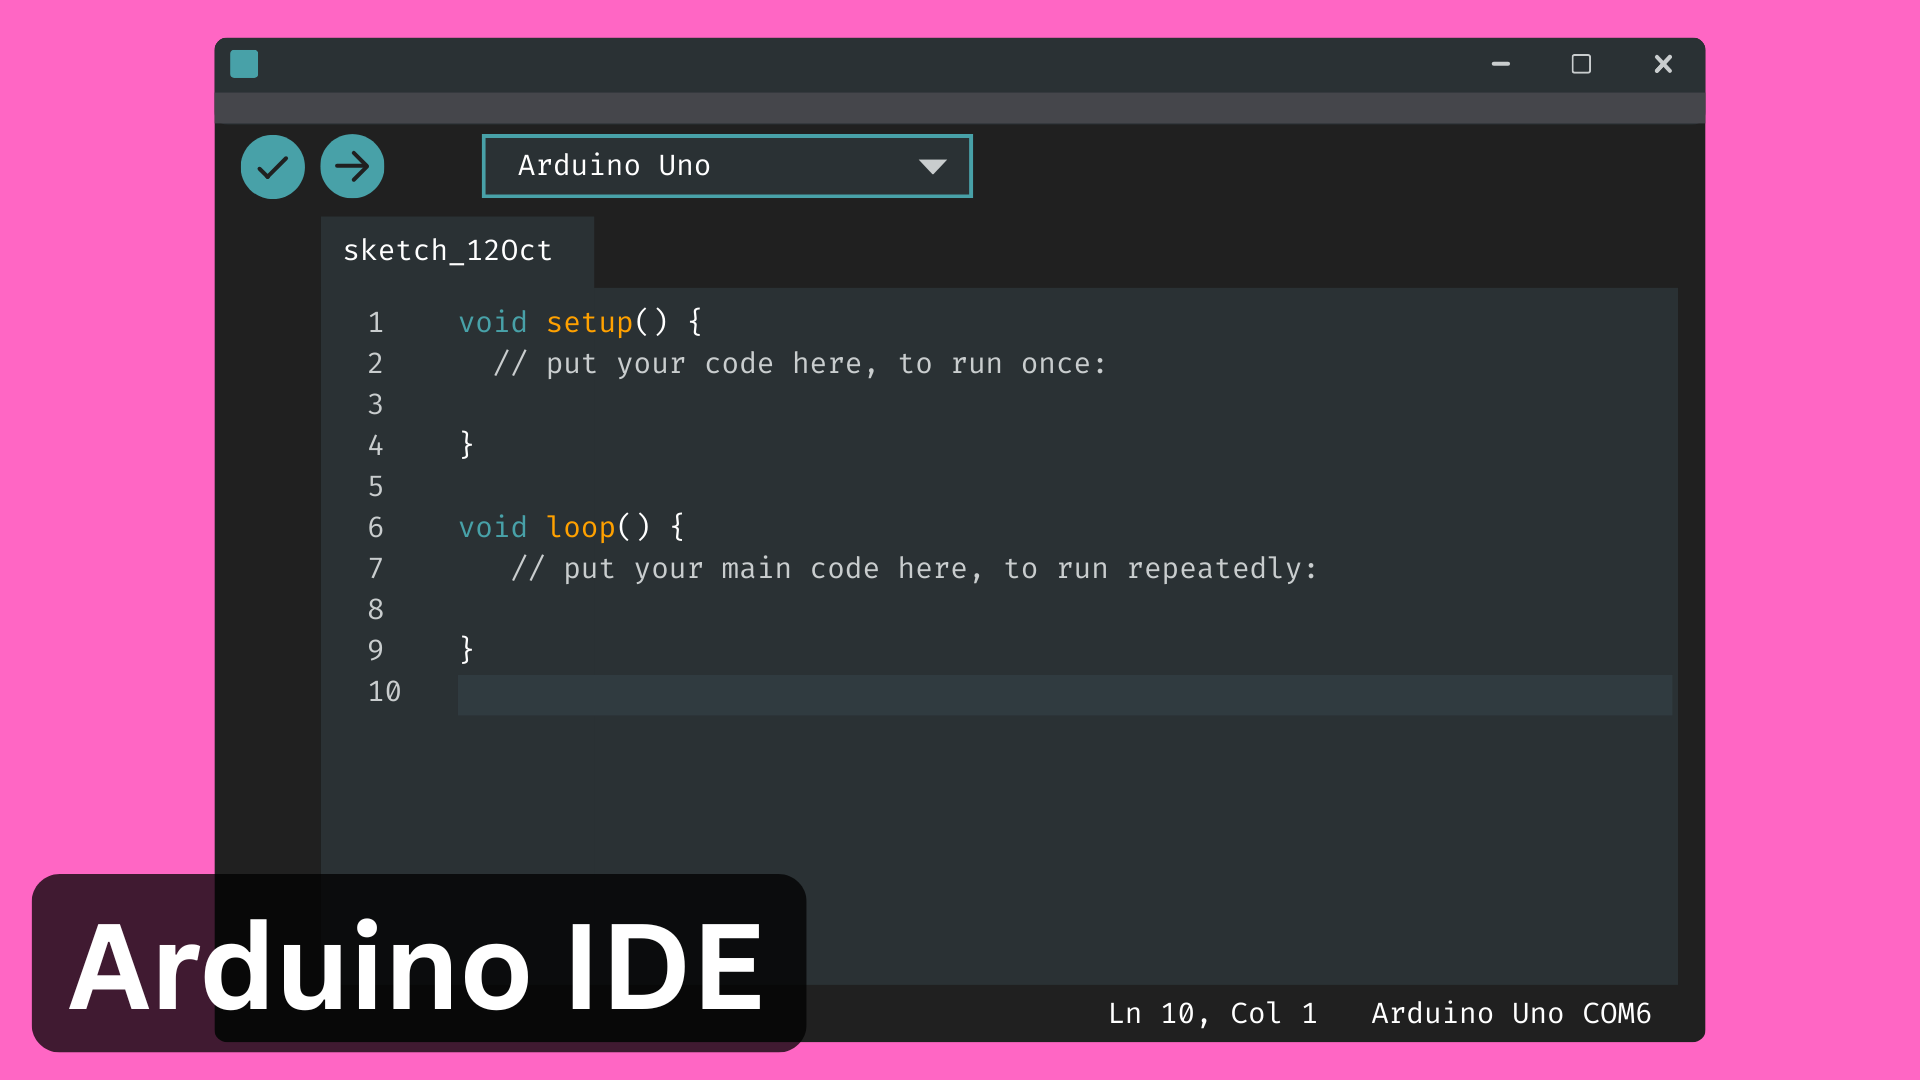 Arduino Uno
sketch_12Oct
1 void setup() {
2 // put your code here, to run once:
3
4 }
5
6 void loop() {
7 // put your main code here, to run repeatedly:
8
9 }
10
Arduino IDE
Ln 10, Col 1 Arduino Uno COM6